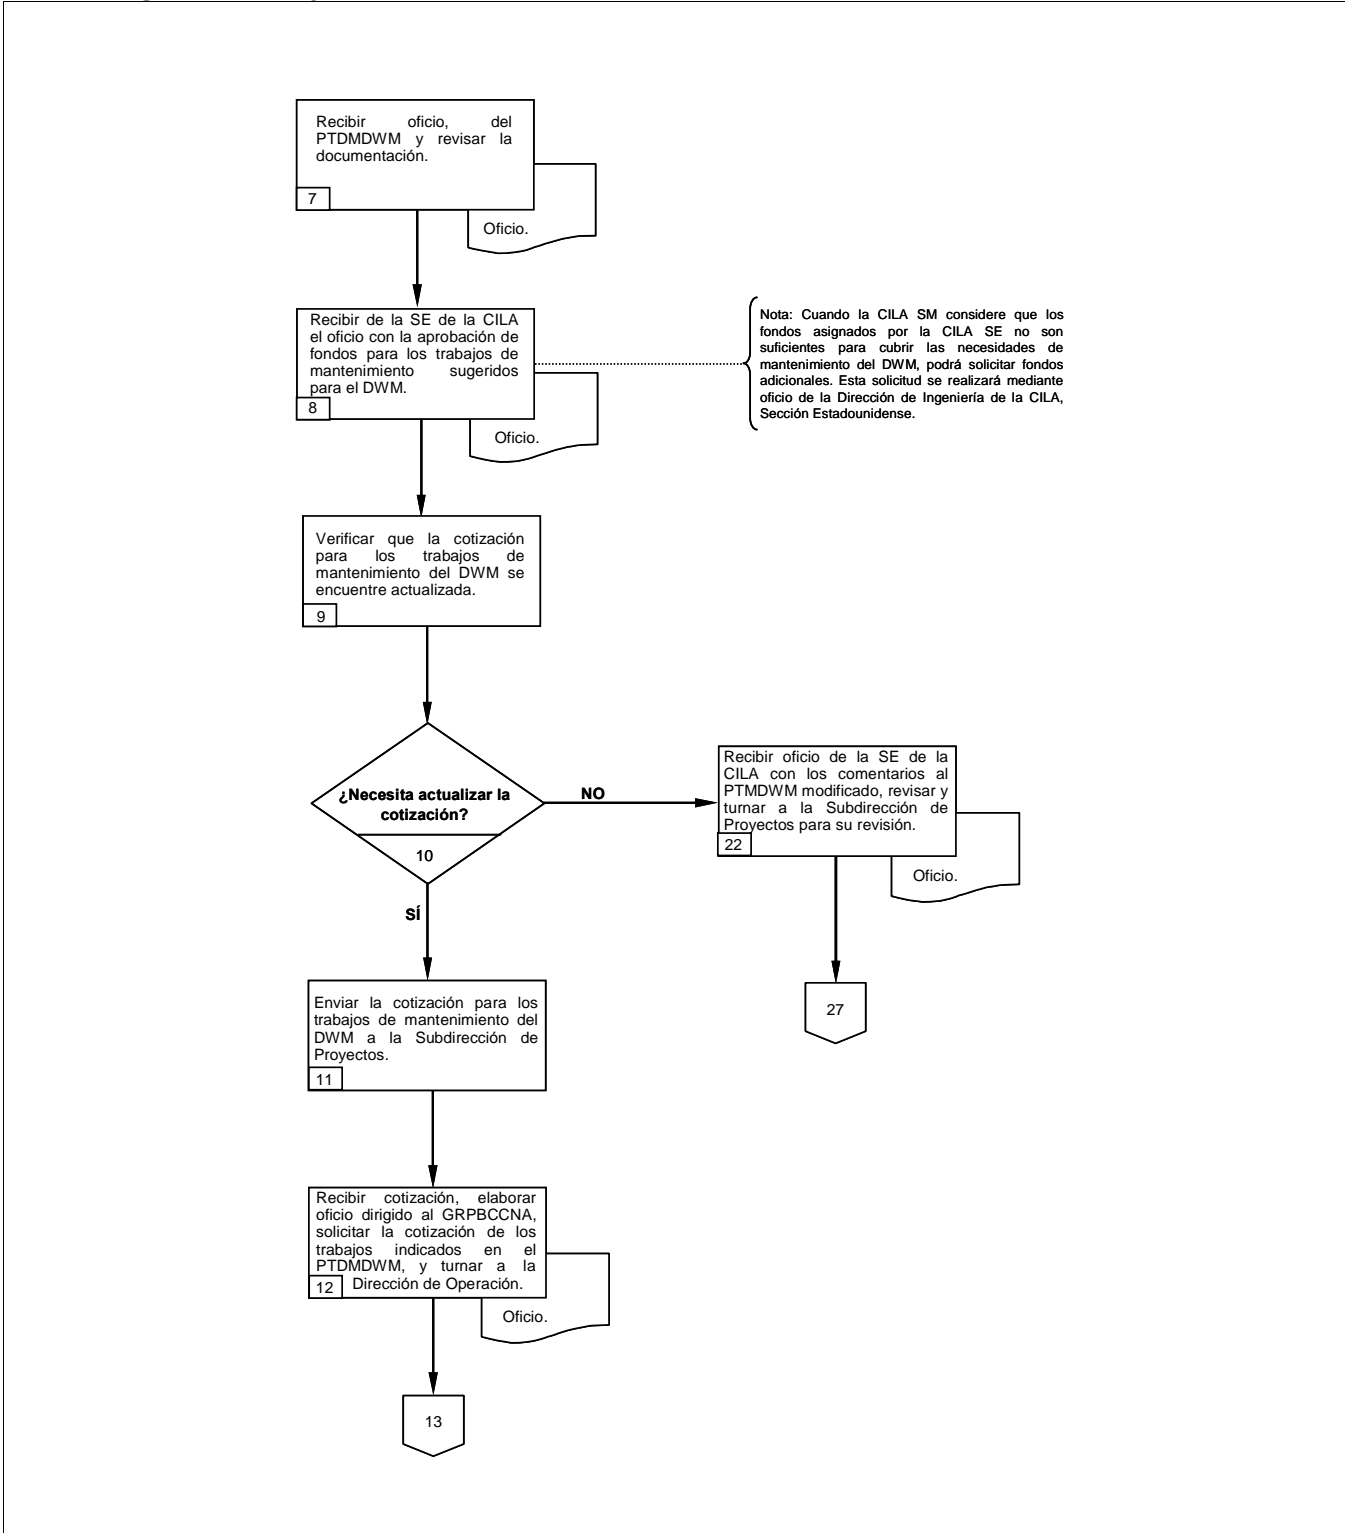 Recibir oficio, del
PTDMDWM y revisar la
documentación.
7
Oficio.
Recibir de la SE de la CILA
el oficio con la aprobación de
fondos para los trabajos de
mantenimiento sugeridos
para el DWM.
8
Oficio.
Nota: Cuando la CILA SM considere que los
fondos asignados por la CILA SE no son
suficientes para cubrir las necesidades de
mantenimiento del DWM, podrá solicitar fondos
adicionales. Esta solicitud se realizará mediante
oficio de la Dirección de Ingeniería de la CILA,
Sección Estadounidense.
Verificar que la cotización
para los trabajos de
mantenimiento del DWM se
encuentre actualizada.
9
¿Necesita actualizar la
cotización?
10
NO
Recibir oficio de la SE de la
CILA con los comentarios al
PTMDWM modificado, revisar y
turnar a la Subdirección de
Proyectos para su revisión.
22
Oficio.
27
SÍ
Enviar la cotización para los
trabajos de mantenimiento del
DWM a la Subdirección de
Proyectos.
11
Recibir cotización, elaborar
oficio dirigido al GRPBCCNA,
solicitar la cotización de los
trabajos indicados en el
PTDMDWM, y turnar a la
12 Dirección de Operación.
Oficio.
13